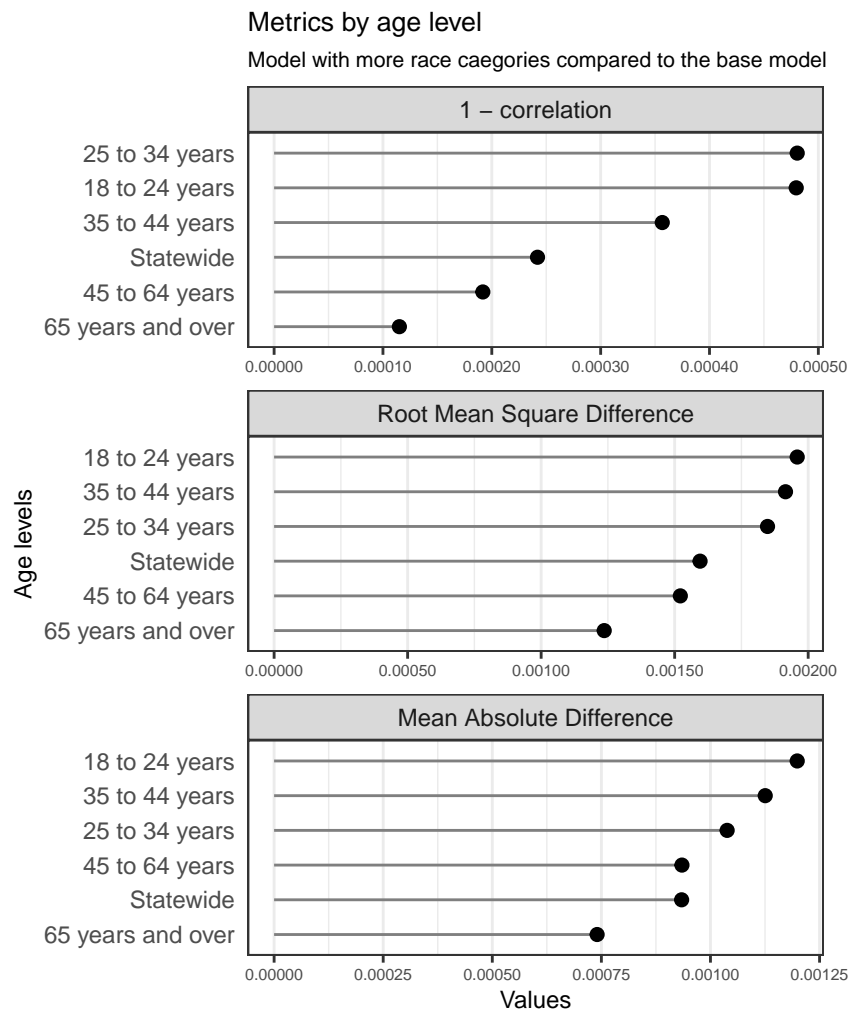 Metrics by age level
Model with more race caegories compared to the base model
1 − correlation
25 to 34 years
18 to 24 years
35 to 44 years
Statewide
45 to 64 years
65 years and over
0.00000 0.00010 0.00020 0.00030 0.00040 0.00050
Root Mean Square Difference
18 to 24 years
35 to 44 years
25 to 34 years
Statewide
45 to 64 years
65 years and over
0.00000 0.00050 0.00100 0.00150 0.00200
Age levels
Mean Absolute Difference
18 to 24 years
35 to 44 years
25 to 34 years
45 to 64 years
Statewide
65 years and over
0.00000 0.00025 0.00050 0.00075 0.00100 0.00125
Values